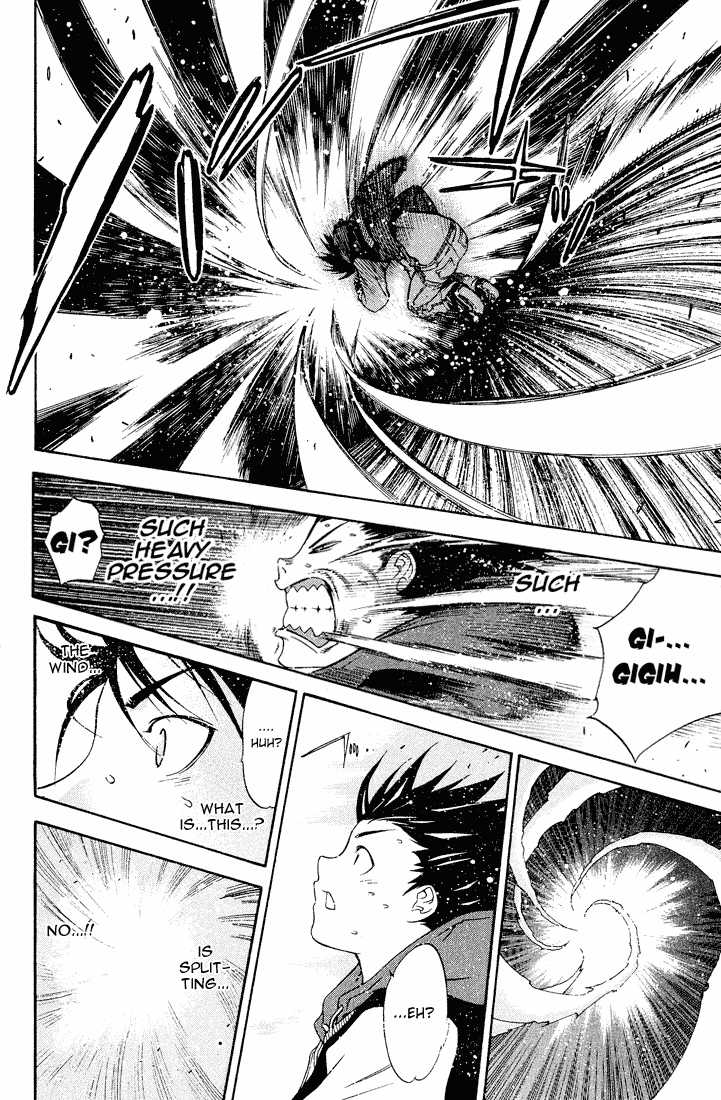 GI-...
GIGIH...
SUCH
...
SUCH
HEAVY
PRESSURE
...!!
GI?
...EH?
....
HUH?
WHAT
IS...THIS...?
THE
WIND...
IS
SPLIT-
TING...
NO...!!